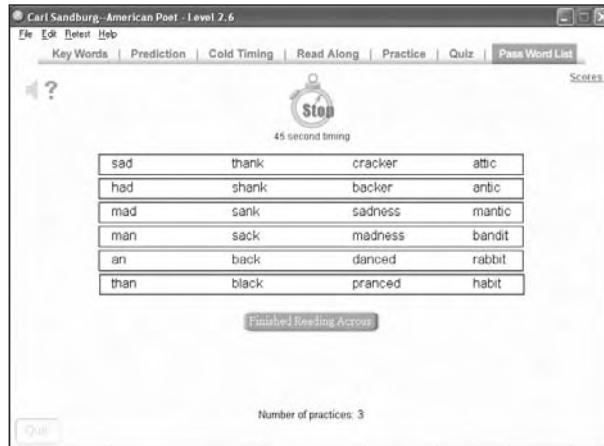 Carl Sandburg--American Poet - Level 2.6
File Edit Retest Help
Key Words | Prediction | Cold Timing | Read Along | Practice | Quiz | Pass Word List
Scores
?
Stop
45 second timing
sad thank cracker attic
had shank backer antic
mad sank sadness mantic
man sack madness bandit
an back danced rabbit
than black pranced habit
Finished Reading Across
Number of practices: 3
Quit